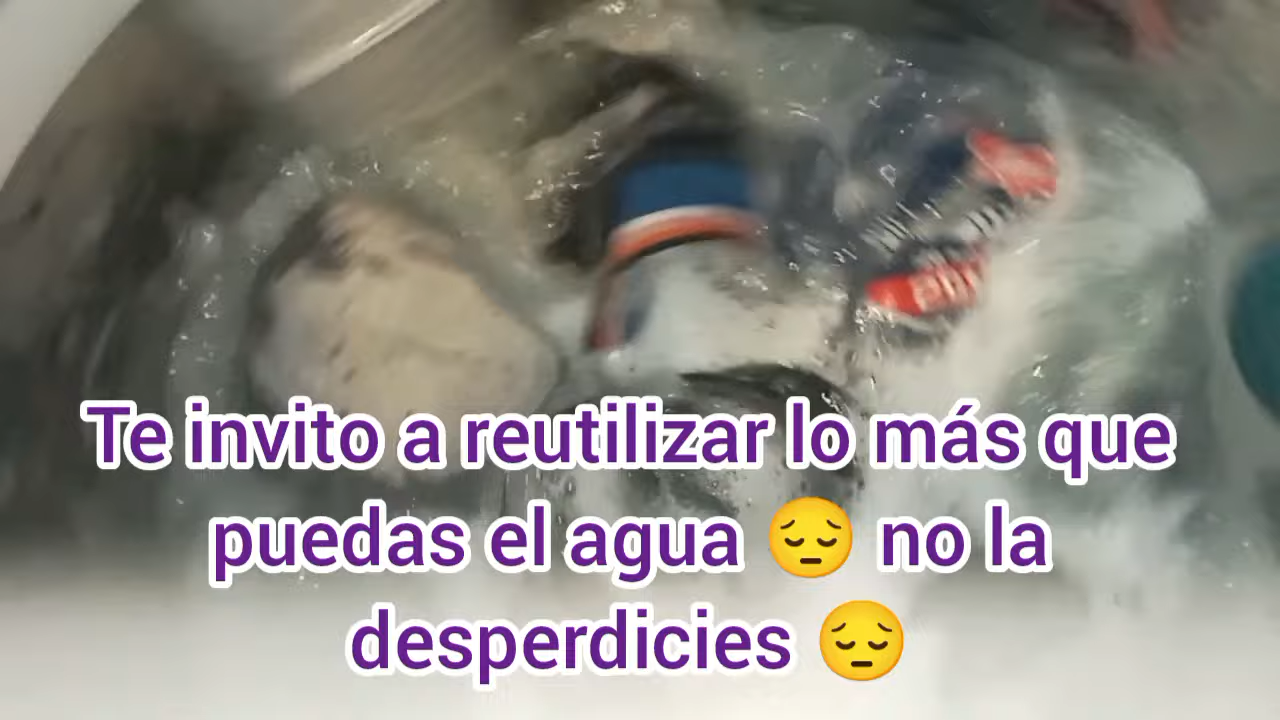 Te invito a reutilizar lo más que
puedas el agua 😔 no la
desperdicies 😔